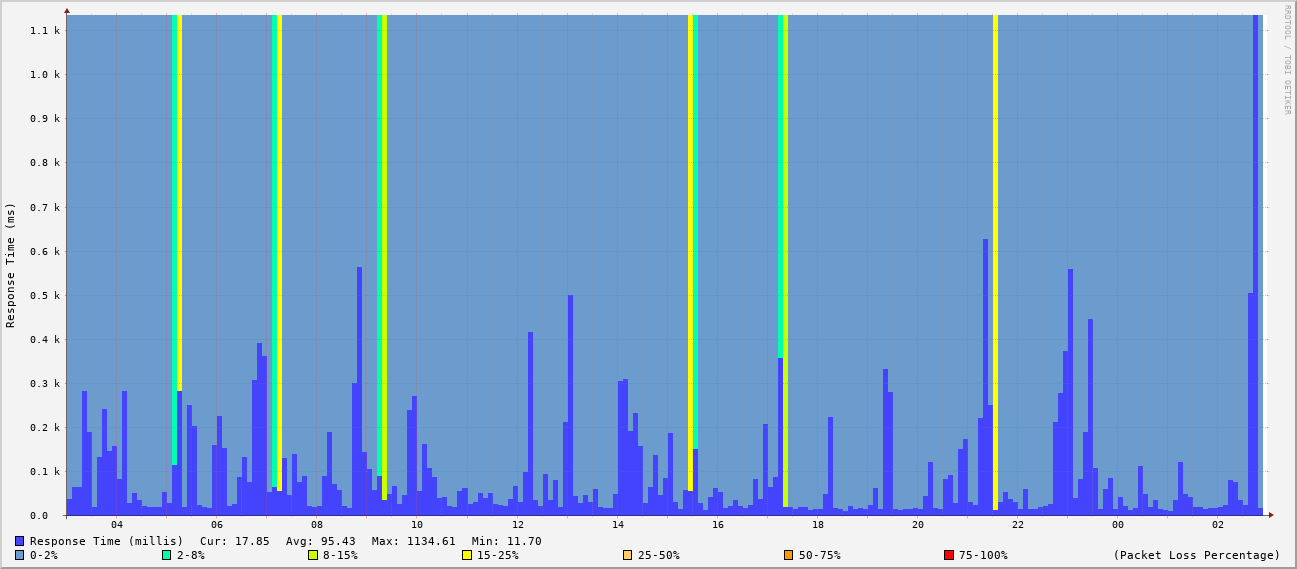 RRDTOOL / TOBI OETIKER
Response Time (ms)
1.1 k
1.0 k
0.9 k
0.8 k
0.7 k
0.6 k
0.5 k
0.4 k
0.3 k
0.2 k
0.1 k
0.0
04 06 08 10 12 14 16 18 20 22 00 02
Response Time (millis) Cur: 17.85 Avg: 95.43 Max: 1134.61 Min: 11.70
0-2% 2-8% 8-15% 15-25% 25-50% 50-75% 75-100% (Packet Loss Percentage)